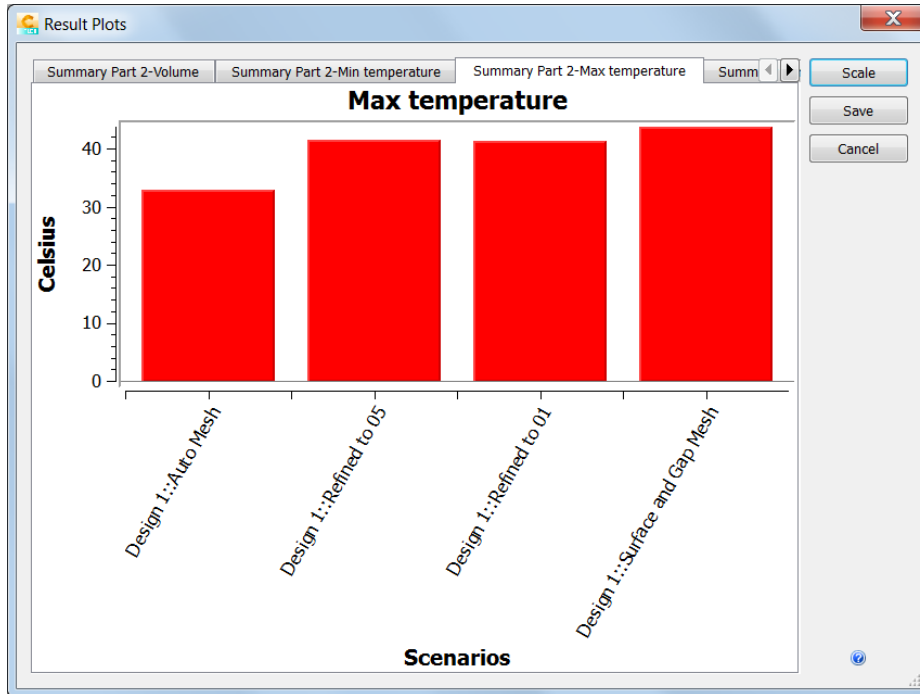 Result Plots
Summary Part 2-Volume
Summary Part 2-Min temperature
Summary Part 2-Max temperature
Summ
Scale
Save
Cancel
Max temperature
Celsius
40
30
20
10
0
Design 1::Auto Mesh
Design 1::Refined to 05
Design 1::Refined to 01
Design 1::Surface and Gap Mesh
Scenarios